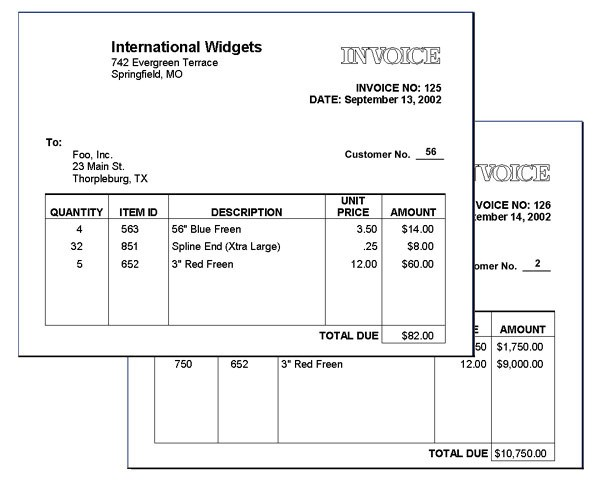 International Widgets
742 Evergreen Terrace
Springfield, MO
INVOICE
INVOICE NO: 125
DATE: September 13, 2002
To:
Foo, Inc.
23 Main St.
Thorpleburg, TX
Customer No. 56
QUANTITY ITEM ID DESCRIPTION UNIT PRICE AMOUNT
4 563 56" Blue Freen 3.50 $14.00
32 851 Spline End (Xtra Large) .25 $8.00
5 652 3" Red Freen 12.00 $60.00
TOTAL DUE $82.00
VOICE
VOICE NO: 126
ember 14, 2002
omer No. 2
E AMOUNT
50 $1,750.00
750 652 3" Red Freen 12.00 $9,000.00
TOTAL DUE $10,750.00